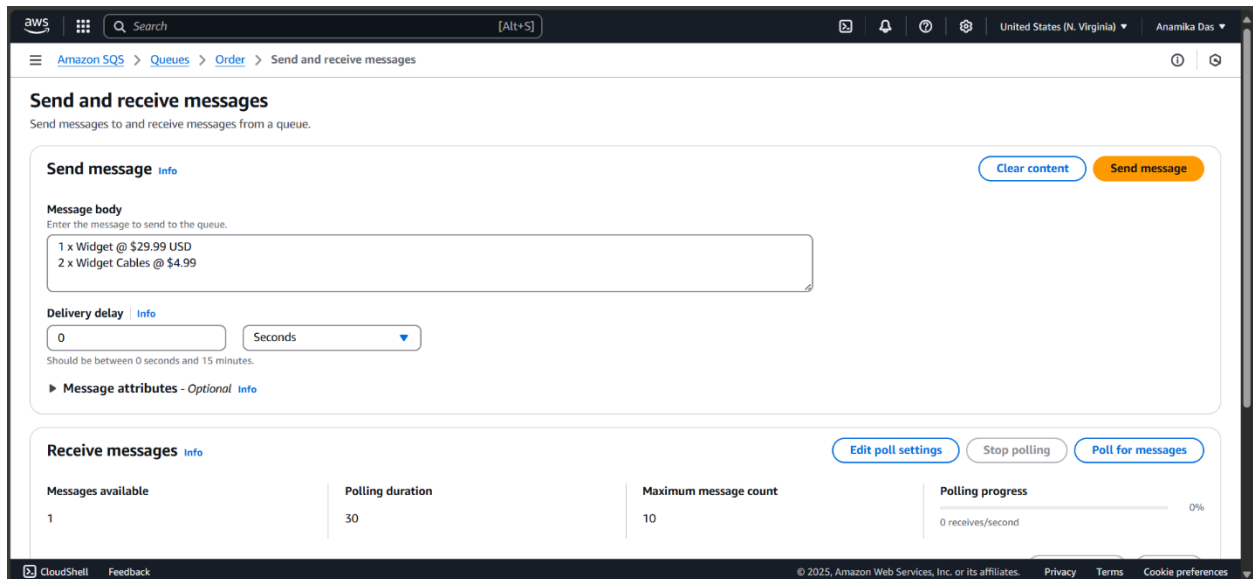 aws
Search [Alt+S] United States (N. Virginia) Anamika Das
Amazon SQS > Queues > Order > Send and receive messages
Send and receive messages
Send messages to and receive messages from a queue.
Send message Info Clear content Send message
Message body
Enter the message to send to the queue.
1 x Widget @ $29.99 USD
2 x Widget Cables @ $4.99
Delivery delay Info
0 Seconds
Should be between 0 seconds and 15 minutes.
Message attributes - Optional Info
Receive messages Info Edit poll settings Stop polling Poll for messages
Messages available Polling duration Maximum message count Polling progress
1 30 10 0%
0 receives/second
CloudShell Feedback © 2025, Amazon Web Services, Inc. or its affiliates. Privacy Terms Cookie preferences